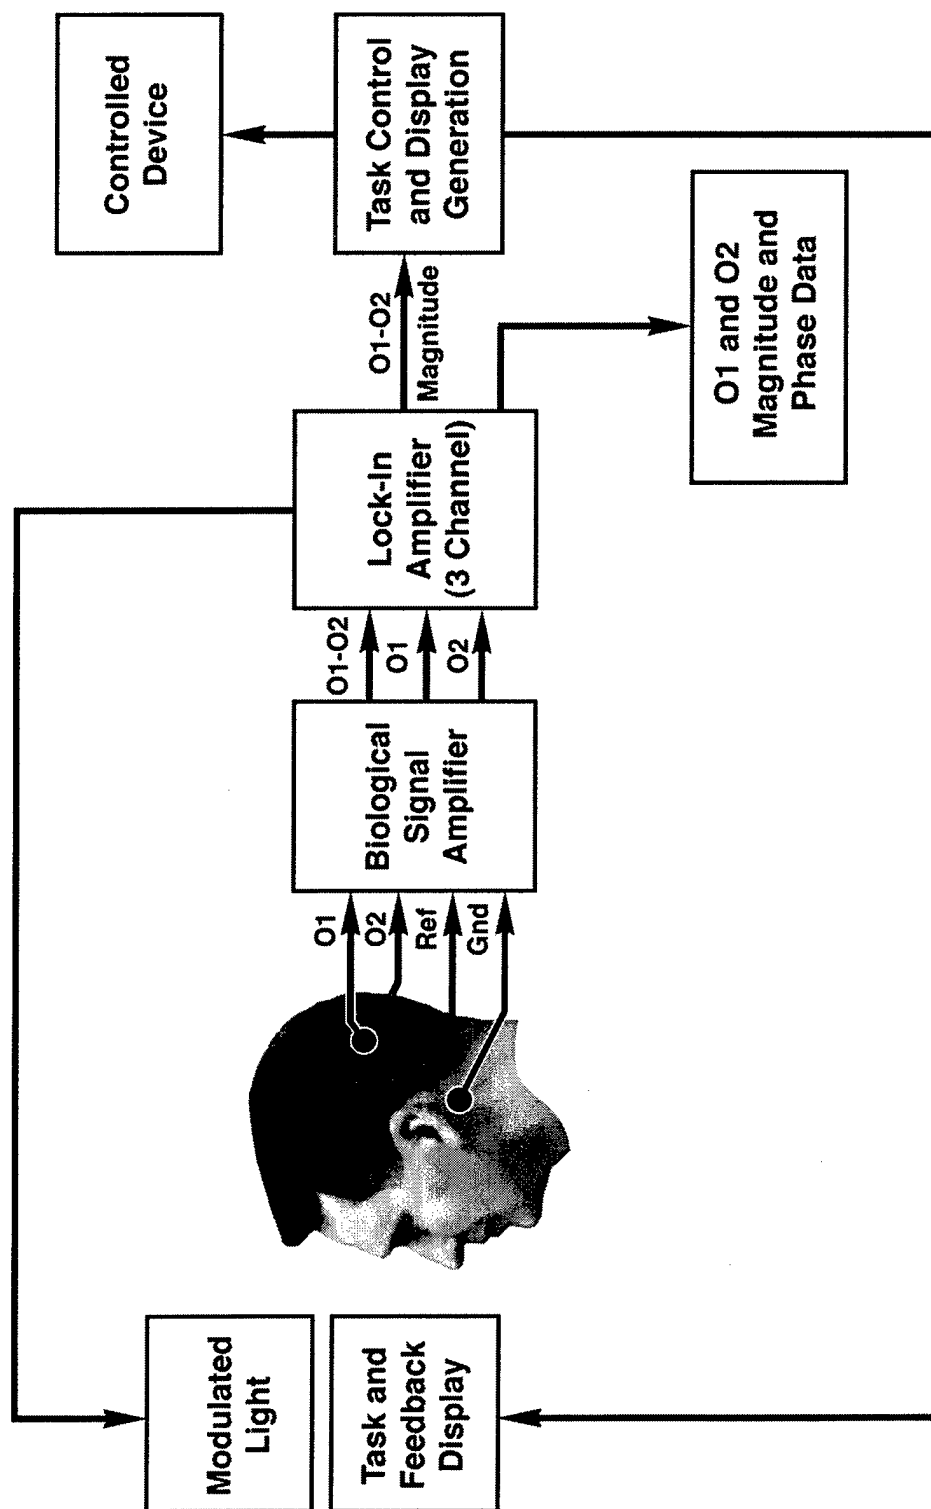 Modulated
Light
Task and
Feedback
Display
O1
O2
Ref
Gnd
Biological
Signal
Amplifier
O1-O2
O1
O2
Lock-In
Amplifier
(3 Channel)
O1-O2
Magnitude
Controlled
Device
Task Control
and Display
Generation
O1 and O2
Magnitude and
Phase Data